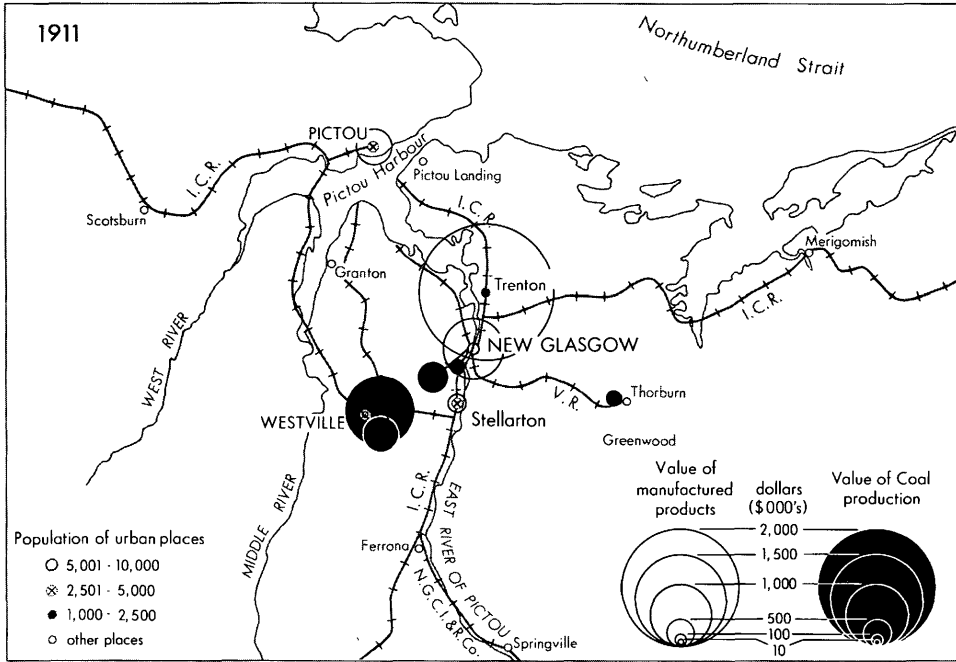 1911
Northumberland Strait
PICTOU
Pictou Harbour
Pictou Landing
I.C.R.
Scotsburn
I.C.R.
Merigomish
Granton
Trenton
I.C.R.
NEW GLASGOW
WEST RIVER
V.R.
Thorburn
WESTVILLE
Stellarton
Greenwood
MIDDLE RIVER
I.C.R.
EAST RIVER OF PICTOU
Ferrona
N.G.C.I.&R.Co.
Springville
Population of urban places
5,001 - 10,000
2,501 - 5,000
1,000 - 2,500
other places
Value of
manufactured
products
dollars
($000's)
Value of Coal
production
2,000
1,500
1,000
500
100
10